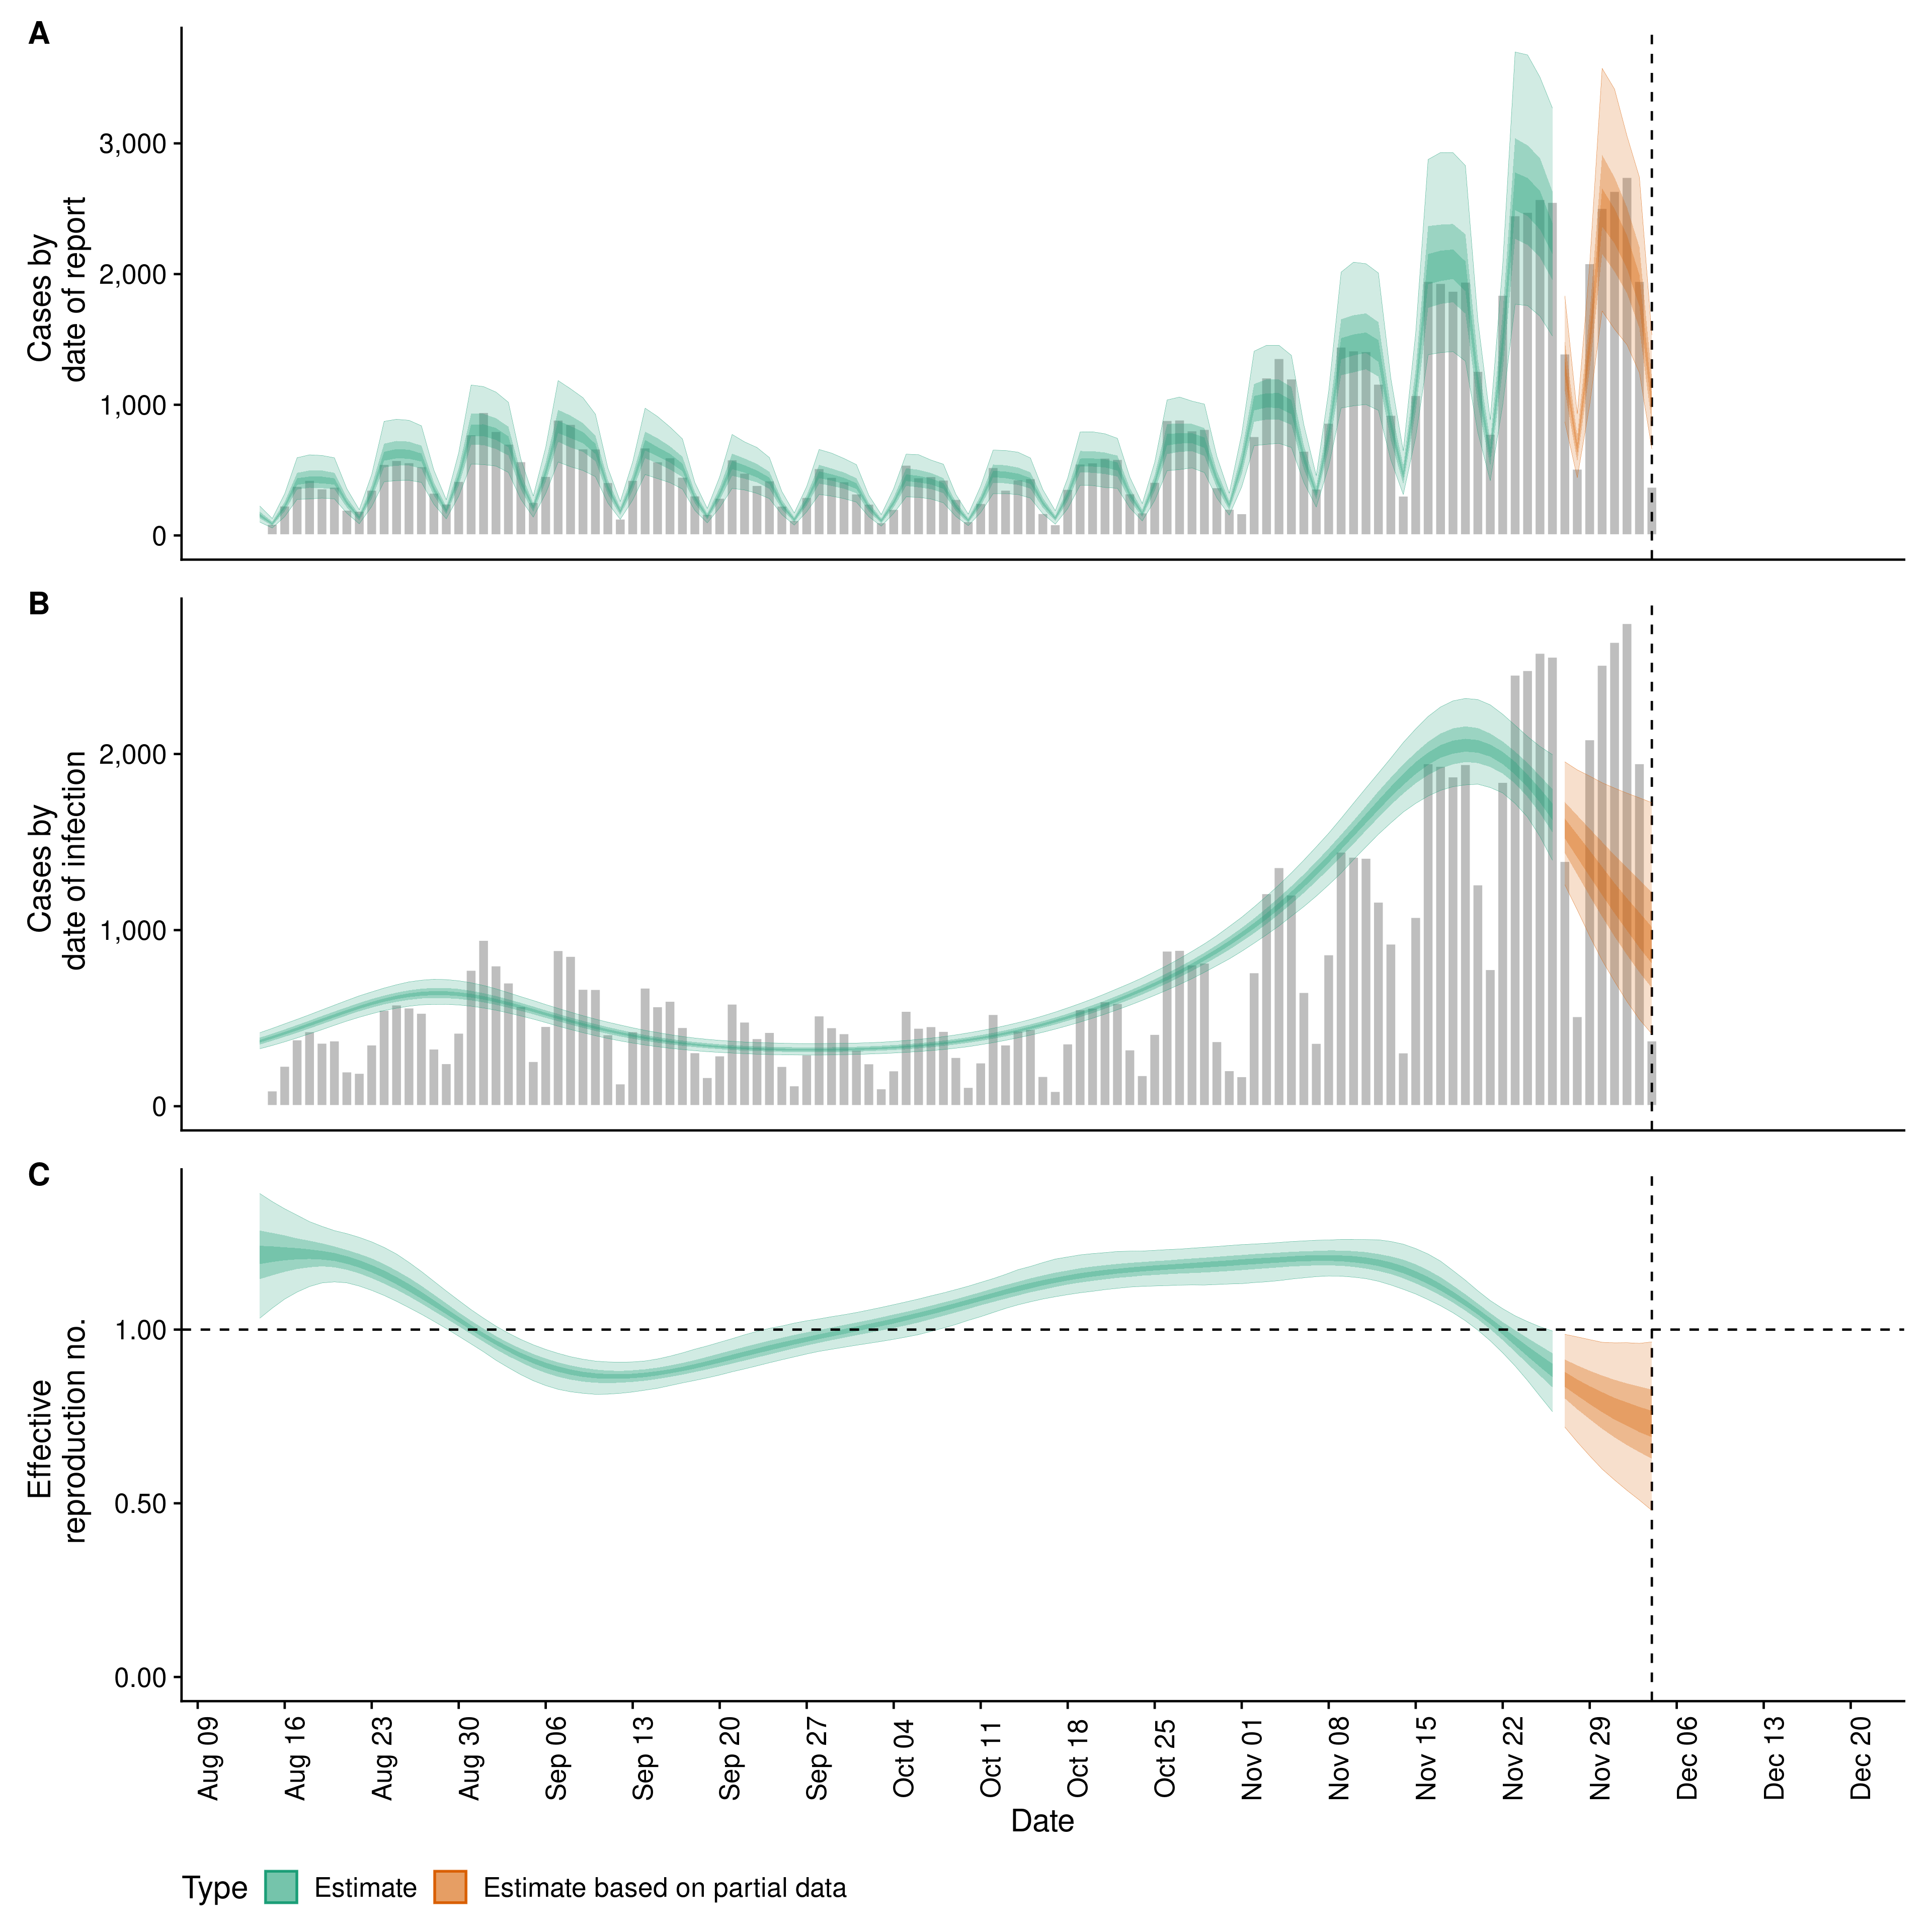 A
Cases by
date of report
3,000
2,000
1,000
0
B
Cases by
date of infection
2,000
1,000
0
C
Effective
reproduction no.
1.00
0.50
0.00
Aug 09
Aug 16
Aug 23
Aug 30
Sep 06
Sep 13
Sep 20
Sep 27
Oct 04
Oct 11
Oct 18
Oct 25
Nov 01
Nov 08
Nov 15
Nov 22
Nov 29
Dec 06
Dec 13
Dec 20
Date
Type Estimate Estimate based on partial data